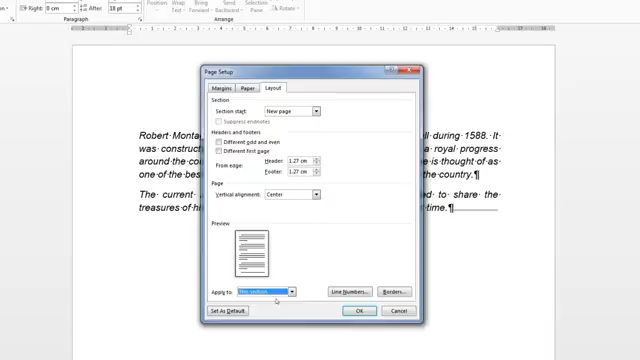 Right: 0 cm After: 18 pt
Position Wrap Text Bring Forward Send Backward Selection Pane Rotate
Paragraph Arrange
Page Setup
Margins Paper Layout
Section
Section start: New page
Suppress endnotes
Headers and footers
Different odd and even
Different first page
From edge: Header: 1.27 cm
Footer: 1.27 cm
Page
Vertical alignment: Center
Preview
Apply to: This section Line Numbers... Borders...
Set As Default OK Cancel
Robert Monta during 1588. It
was construct a royal progress
around the cou is thought of as
one of the bes the country.¶
The current to share the
treasures of hi time.¶